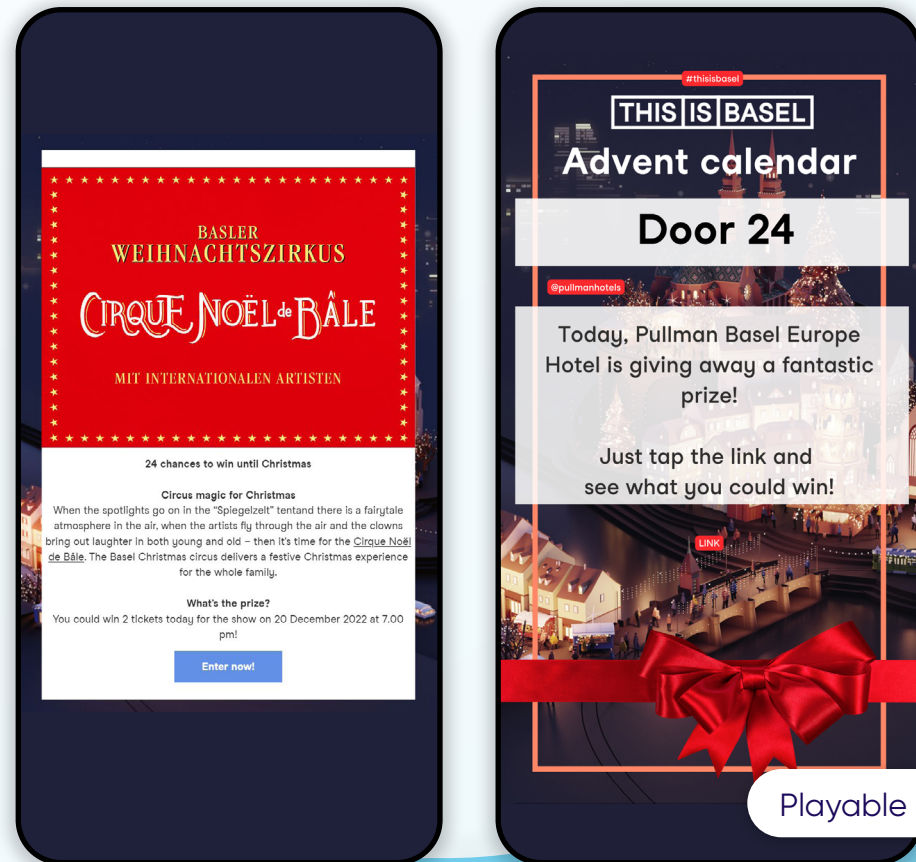 BASLER
WEIHNACHTSZIRKUS
CIRQUE NOËL de BÂLE
MIT INTERNATIONALEN ARTISTEN
24 chances to win until Christmas
Circus magic for Christmas
When the spotlights go on in the “Spiegelzelt” tentand there is a fairytale
atmosphere in the air, when the artists fly through the air and the clowns
bring out laughter in both young and old – then it's time for the Cirque Noël
de Bâle. The Basel Christmas circus delivers a festive Christmas experience
for the whole family.
What's the prize?
You could win 2 tickets today for the show on 20 December 2022 at 7.00
pm!
Enter now!
#thisisbasel
THIS IS BASEL
Advent calendar
Door 24
@pullmanhotels
Today, Pullman Basel Europe
Hotel is giving away a fantastic
prize!
Just tap the link and
see what you could win!
LINK
Playable